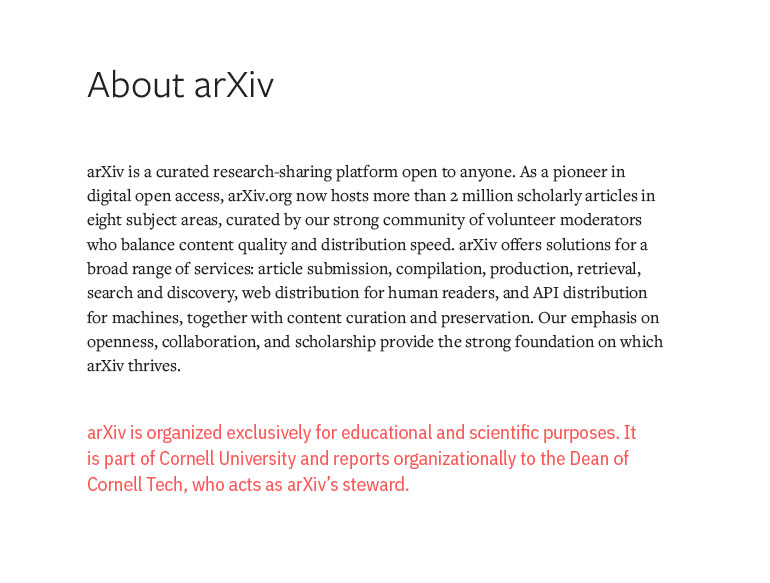 About arXiv
arXiv is a curated research-sharing platform open to anyone. As a pioneer in
digital open access, arXiv.org now hosts more than 2 million scholarly articles in
eight subject areas, curated by our strong community of volunteer moderators
who balance content quality and distribution speed. arXiv offers solutions for a
broad range of services: article submission, compilation, production, retrieval,
search and discovery, web distribution for human readers, and API distribution
for machines, together with content curation and preservation. Our emphasis on
openness, collaboration, and scholarship provide the strong foundation on which
arXiv thrives.
arXiv is organized exclusively for educational and scientific purposes. It
is part of Cornell University and reports organizationally to the Dean of
Cornell Tech, who acts as arXiv’s steward.